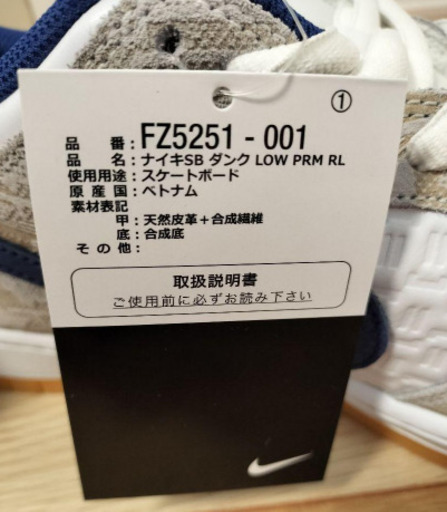 ①
品 番：FZ5251 - 001
品 名：ナイキSB ダンク LOW PRM RL
使用用途：スケートボード
原 産 国：ベトナム
素材表記
甲：天然皮革＋合成繊維
底：合成底
そ の 他：
取扱説明書
ご使用前に必ずお読み下さい